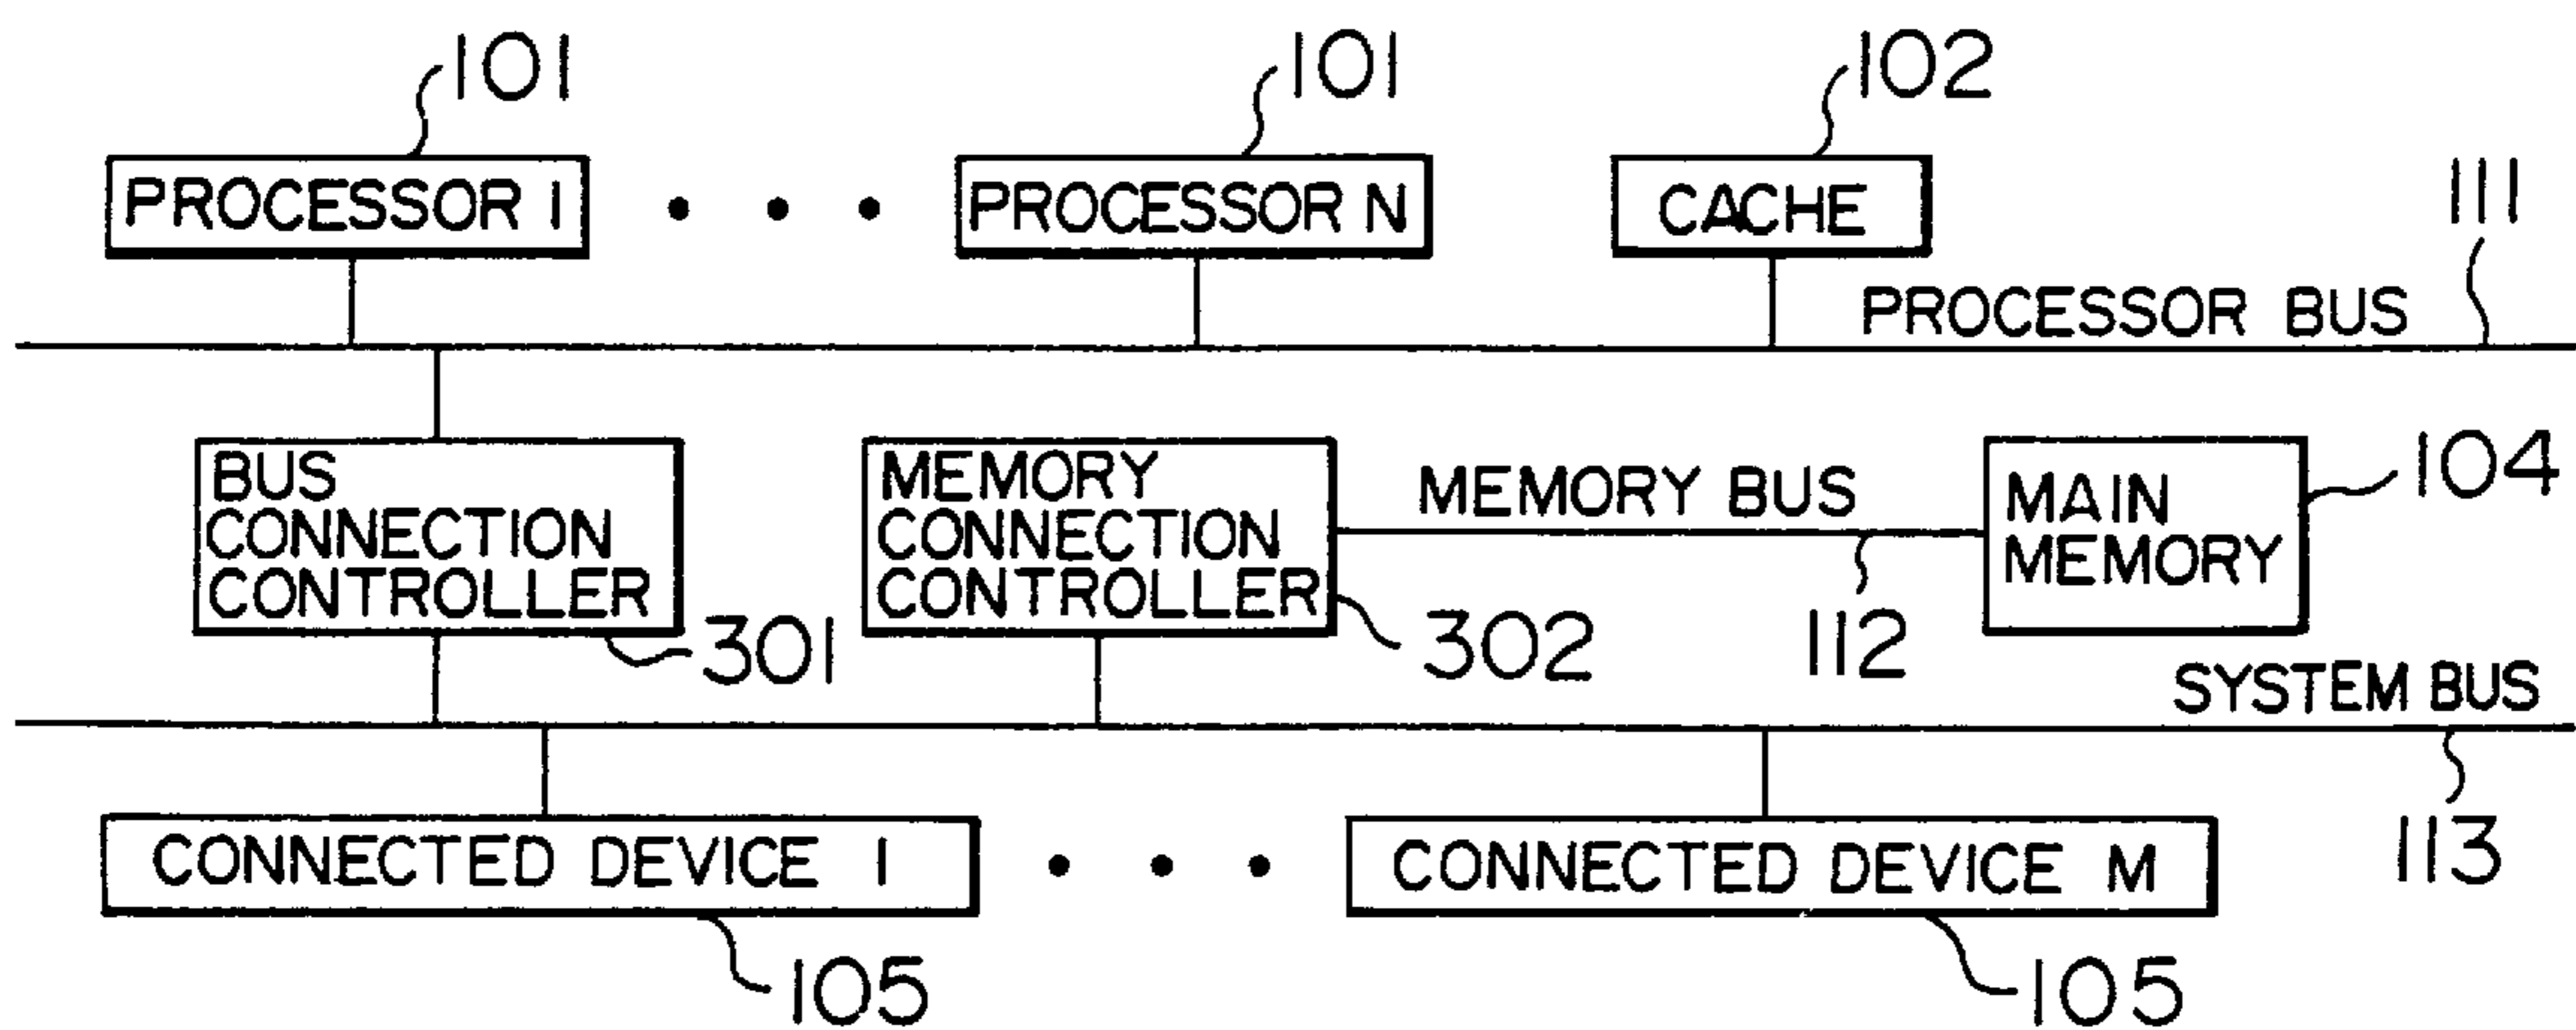 101
101
102
PROCESSOR 1
PROCESSOR N
CACHE
111
PROCESSOR BUS
BUS
CONNECTION
CONTROLLER
301
MEMORY
CONNECTION
CONTROLLER
302
MEMORY BUS
112
MAIN
MEMORY
104
SYSTEM BUS
113
CONNECTED DEVICE 1
CONNECTED DEVICE M
105
105